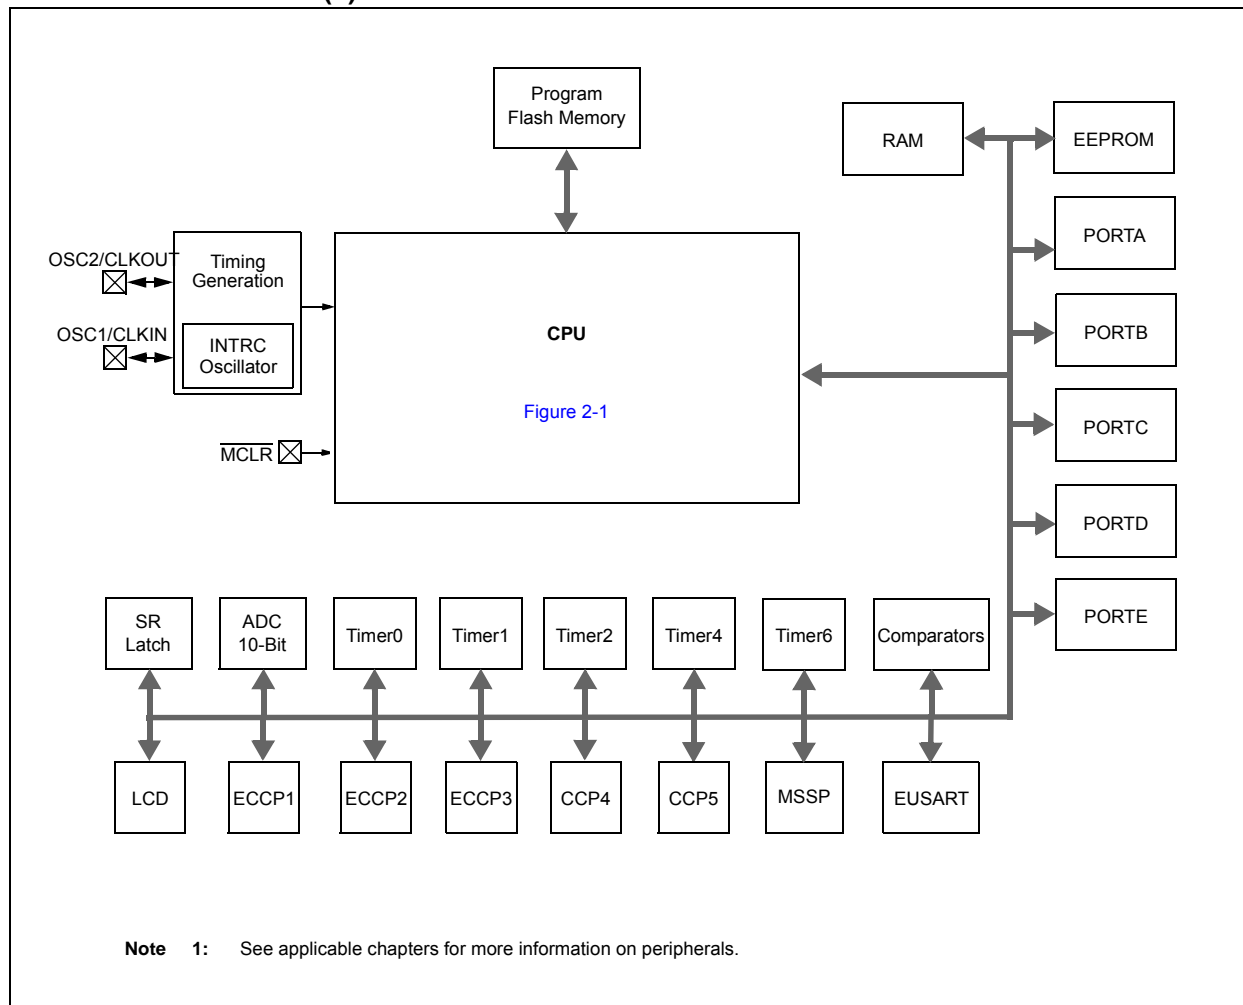 Program
Flash Memory
RAM
EEPROM
PORTA
OSC2/CLKOUT
Timing
Generation
OSC1/CLKIN
INTRC
Oscillator
CPU
Figure 2-1
PORTB
PORTC
MCLR
PORTD
PORTE
SR
Latch
ADC
10-Bit
Timer0
Timer1
Timer2
Timer4
Timer6
Comparators
LCD
ECCP1
ECCP2
ECCP3
CCP4
CCP5
MSSP
EUSART
Note 1: See applicable chapters for more information on peripherals.